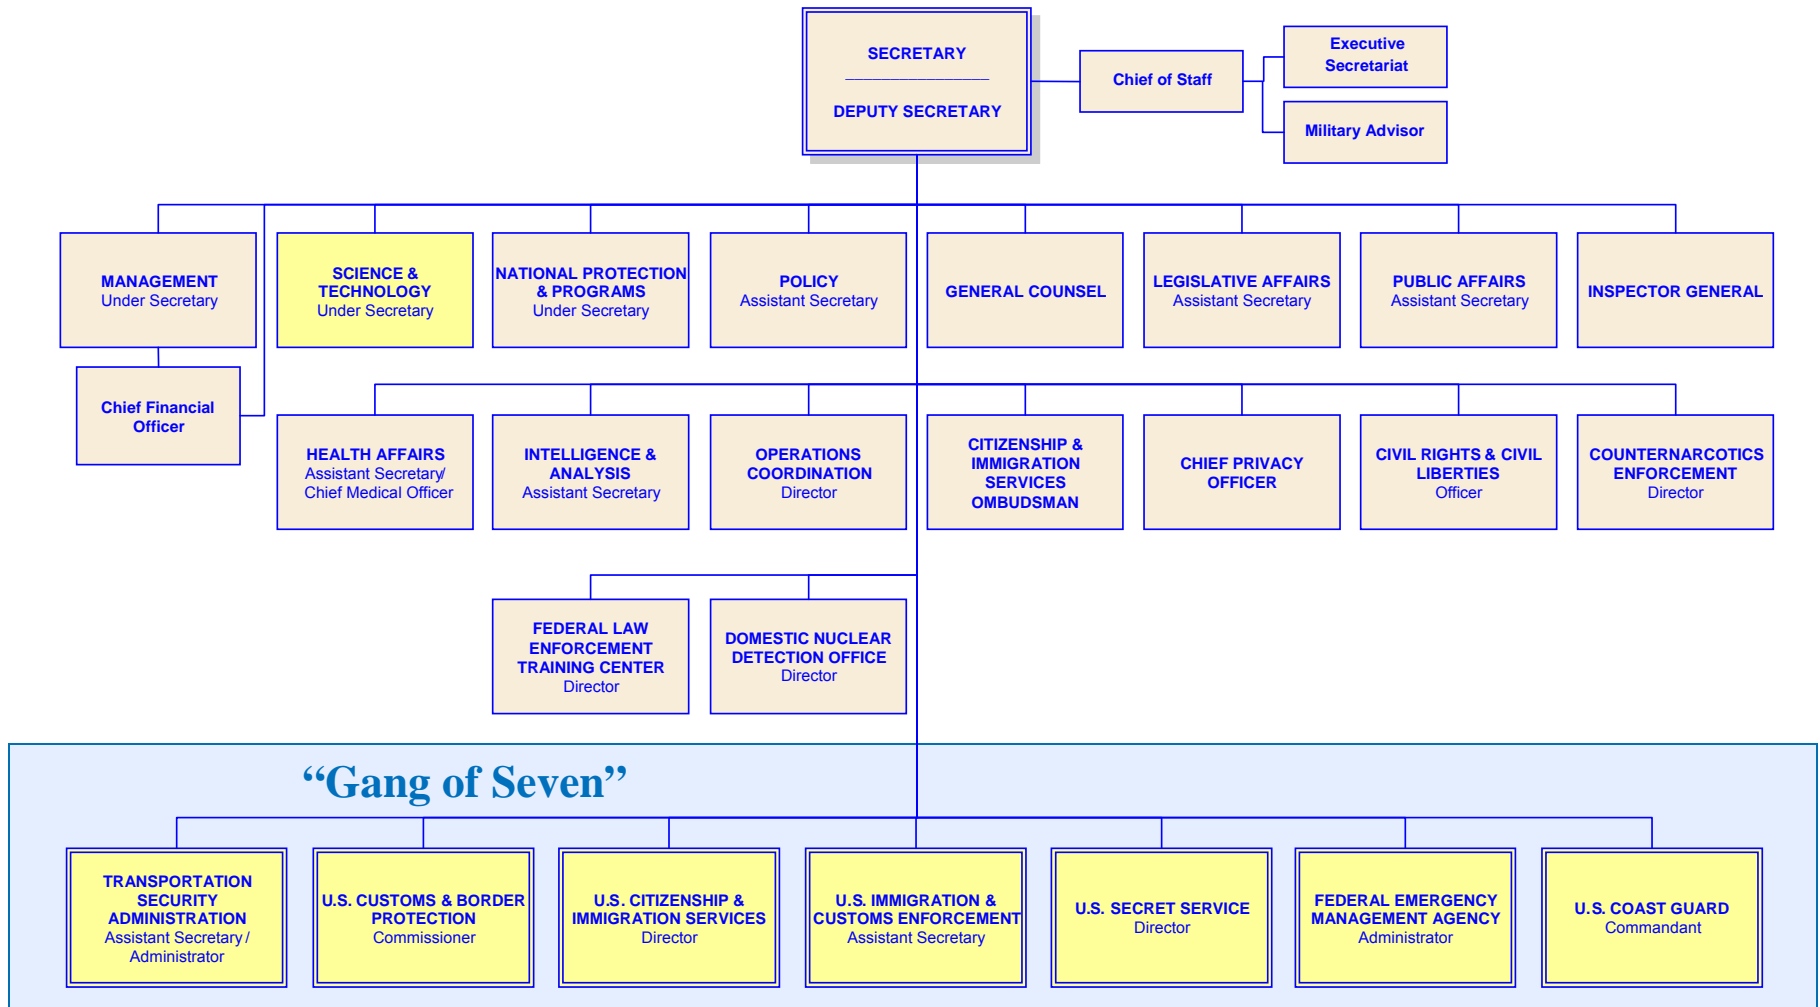 SECRETARY
________________
DEPUTY SECRETARY
Chief of Staff
Executive
Secretariat
Military Advisor
MANAGEMENT
Under Secretary
SCIENCE &
TECHNOLOGY
Under Secretary
NATIONAL PROTECTION
& PROGRAMS
Under Secretary
POLICY
Assistant Secretary
GENERAL COUNSEL
LEGISLATIVE AFFAIRS
Assistant Secretary
PUBLIC AFFAIRS
Assistant Secretary
INSPECTOR GENERAL
Chief Financial
Officer
HEALTH AFFAIRS
Assistant Secretary/
Chief Medical Officer
INTELLIGENCE &
ANALYSIS
Assistant Secretary
OPERATIONS
COORDINATION
Director
CITIZENSHIP &
IMMIGRATION
SERVICES
OMBUDSMAN
CHIEF PRIVACY
OFFICER
CIVIL RIGHTS & CIVIL
LIBERTIES
Officer
COUNTERNARCOTICS
ENFORCEMENT
Director
FEDERAL LAW
ENFORCEMENT
TRAINING CENTER
Director
DOMESTIC NUCLEAR
DETECTION OFFICE
Director
“Gang of Seven”
TRANSPORTATION
SECURITY
ADMINISTRATION
Assistant Secretary /
Administrator
U.S. CUSTOMS & BORDER
PROTECTION
Commissioner
U.S. CITIZENSHIP &
IMMIGRATION SERVICES
Director
U.S. IMMIGRATION &
CUSTOMS ENFORCEMENT
Assistant Secretary
U.S. SECRET SERVICE
Director
FEDERAL EMERGENCY
MANAGEMENT AGENCY
Administrator
U.S. COAST GUARD
Commandant